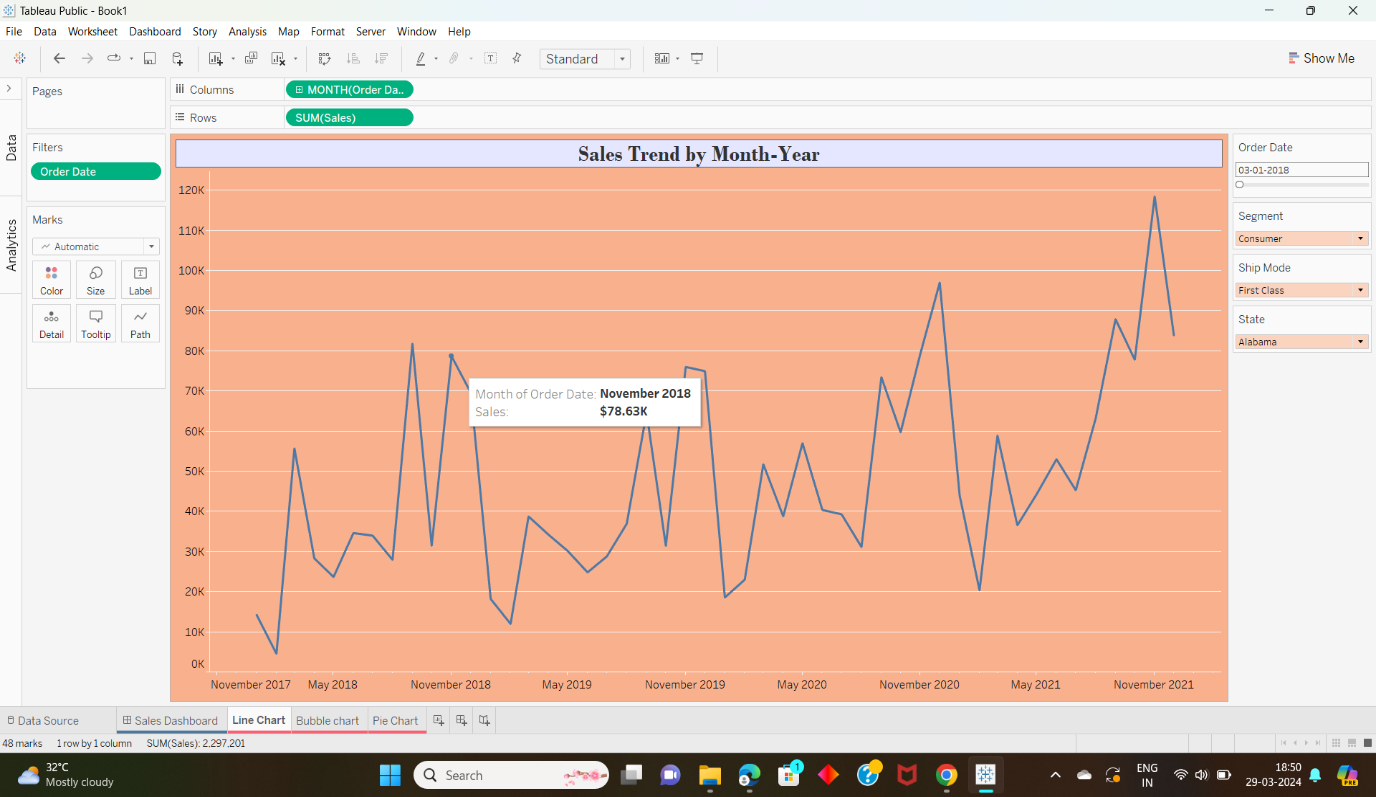 Tableau Public - Book1
File Data Worksheet Dashboard Story Analysis Map Format Server Window Help
Standard
Show Me
Pages
Columns
MONTH(Order Da..
Rows
SUM(Sales)
Data
Analytics
Filters
Order Date
Marks
Automatic
Color Size Label
Detail Tooltip Path
Sales Trend by Month-Year
120K
110K
100K
90K
80K
70K
60K
50K
40K
30K
20K
10K
0K
Month of Order Date: November 2018
Sales: $78.63K
November 2017 May 2018 November 2018 May 2019 November 2019 May 2020 November 2020 May 2021 November 2021
Order Date
03-01-2018
Segment
Consumer
Ship Mode
First Class
State
Alabama
Data Source Sales Dashboard Line Chart Bubble chart Pie Chart
48 marks 1 row by 1 column SUM(Sales): 2,297,201
32°C
Mostly cloudy
Search
1
PRE
ENG
IN
18:50
29-03-2024